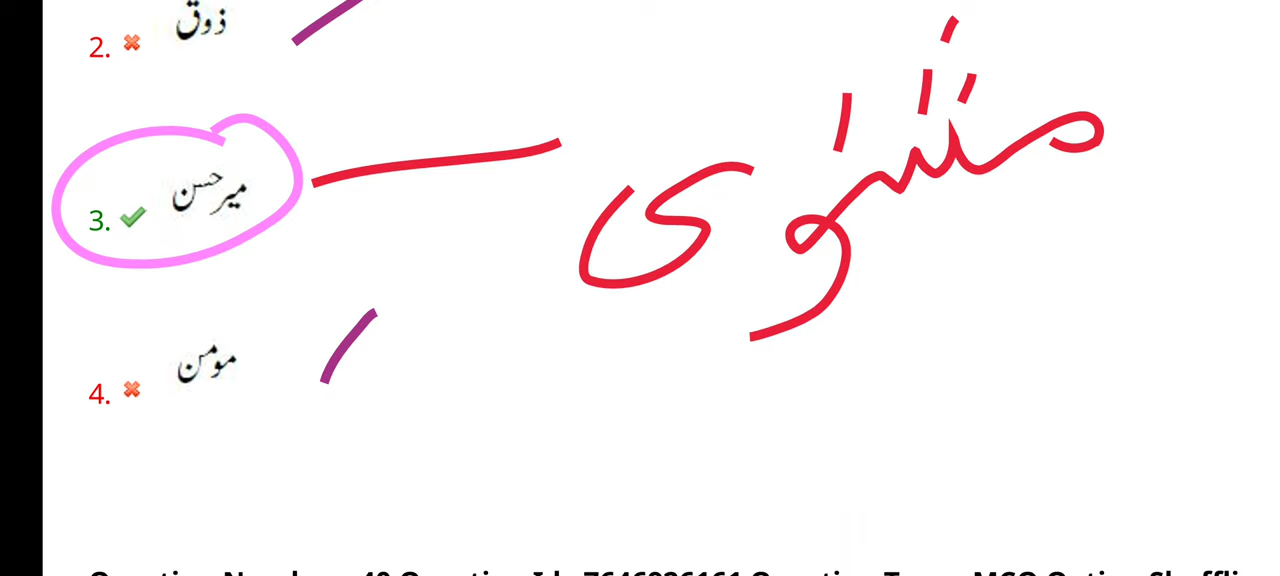 2. ذوق
3. میر حسن
مثنوی
4. مومن